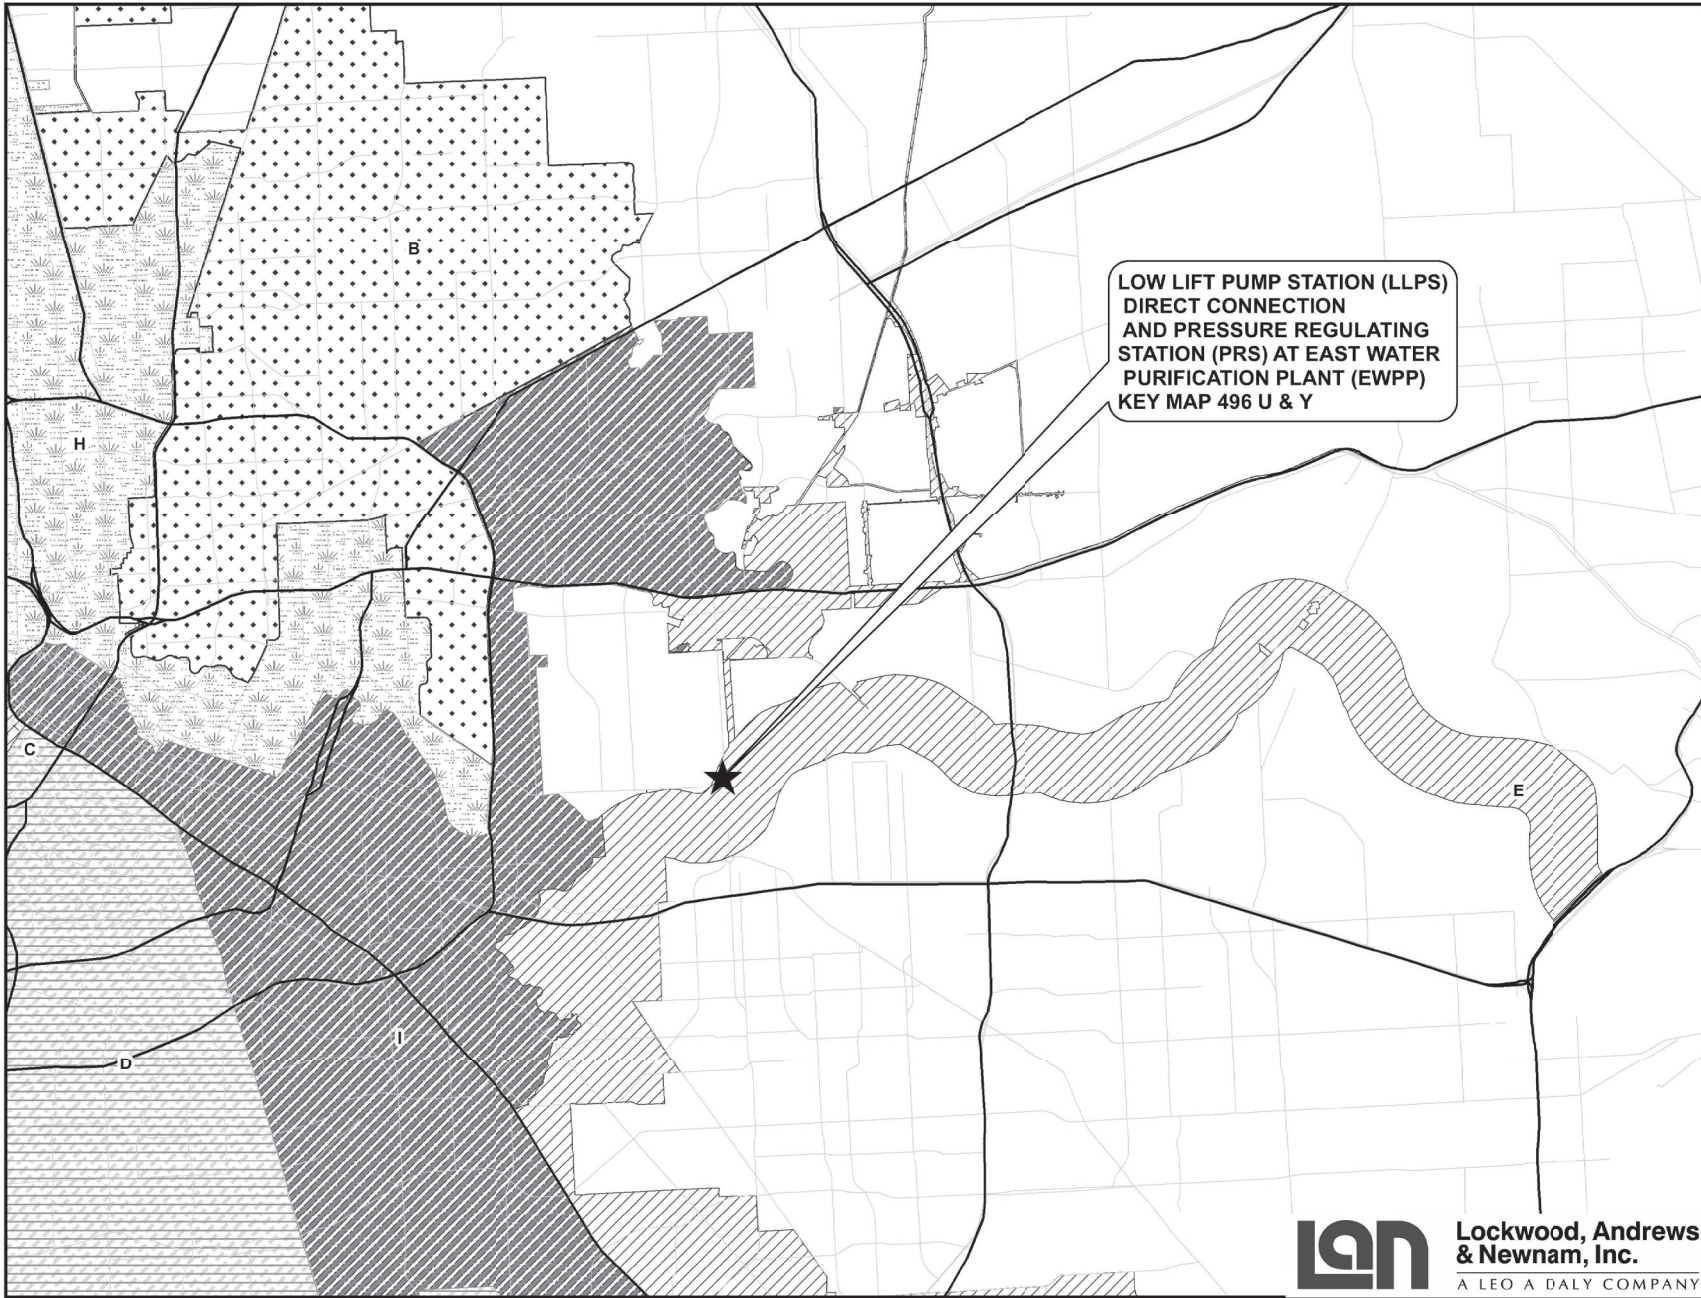 B
LOW LIFT PUMP STATION (LLPS)
DIRECT CONNECTION
AND PRESSURE REGULATING
STATION (PRS) AT EAST WATER
PURIFICATION PLANT (EWPP)
KEY MAP 496 U & Y
H
C
E
I
D
LAN
Lockwood, Andrews
& Newnam, Inc.
A LEO A DALY COMPANY